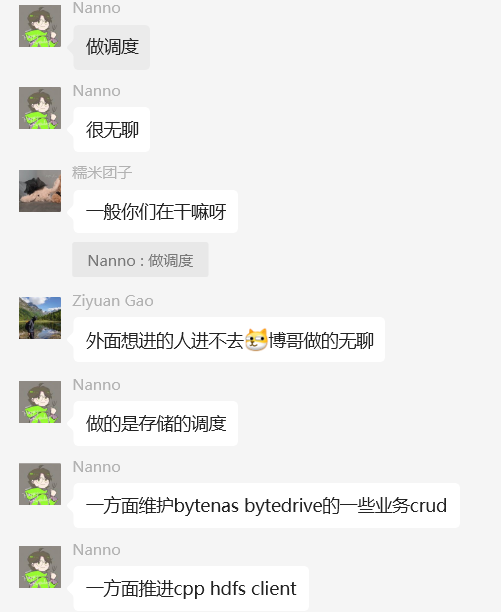 Nanno
做调度
Nanno
很无聊
糯米团子
一般你们在干嘛呀
Nanno : 做调度
Ziyuan Gao
外面想进的人进不去博哥做的无聊
Nanno
做的是存储的调度
Nanno
一方面维护bytenas bytedrive的一些业务crud
Nanno
一方面推进cpp hdfs client